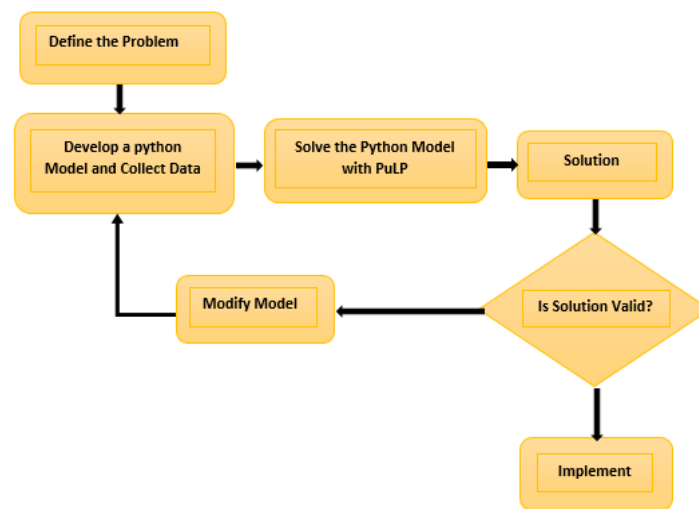 Define the Problem
Develop a python
Model and Collect Data
Solve the Python Model
with PuLP
Solution
Is Solution Valid?
Modify Model
Implement